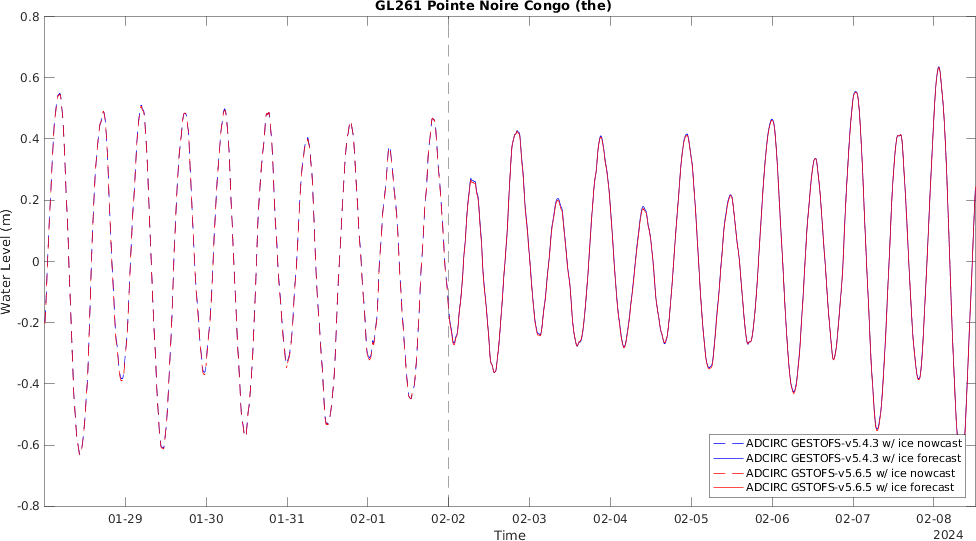 GL261 Pointe Noire Congo (the)
0.8
0.6
0.4
0.2
0
-0.2
-0.4
-0.6
-0.8
Water Level (m)
ADCIRC GESTOFS-v5.4.3 w/ ice nowcast
ADCIRC GESTOFS-v5.4.3 w/ ice forecast
ADCIRC GSTOFS-v5.6.5 w/ ice nowcast
ADCIRC GSTOFS-v5.6.5 w/ ice forecast
01-29 01-30 01-31 02-01 02-02 02-03 02-04 02-05 02-06 02-07 02-08
Time
2024